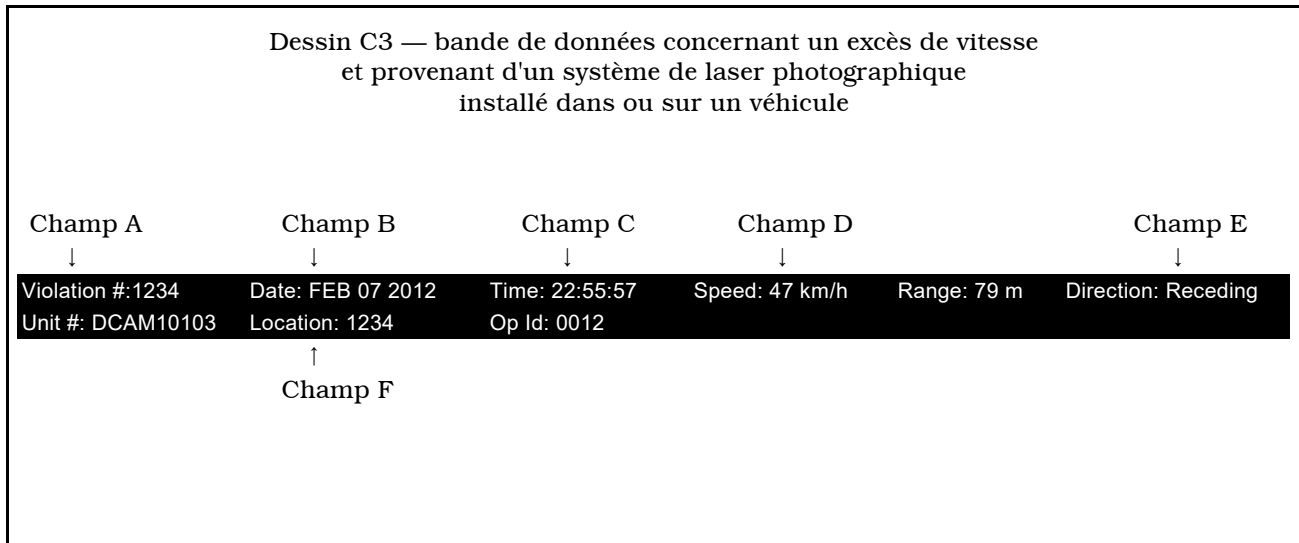 Dessin C3 — bande de données concernant un excès de vitesse
et provenant d'un système de laser photographique
installé dans ou sur un véhicule
Champ A Champ B Champ C Champ D Champ E
↓ ↓ ↓ ↓ ↓
Violation #:1234 Date: FEB 07 2012 Time: 22:55:57 Speed: 47 km/h Range: 79 m Direction: Receding
Unit #: DCAM10103 Location: 1234 Op Id: 0012
↑
Champ F